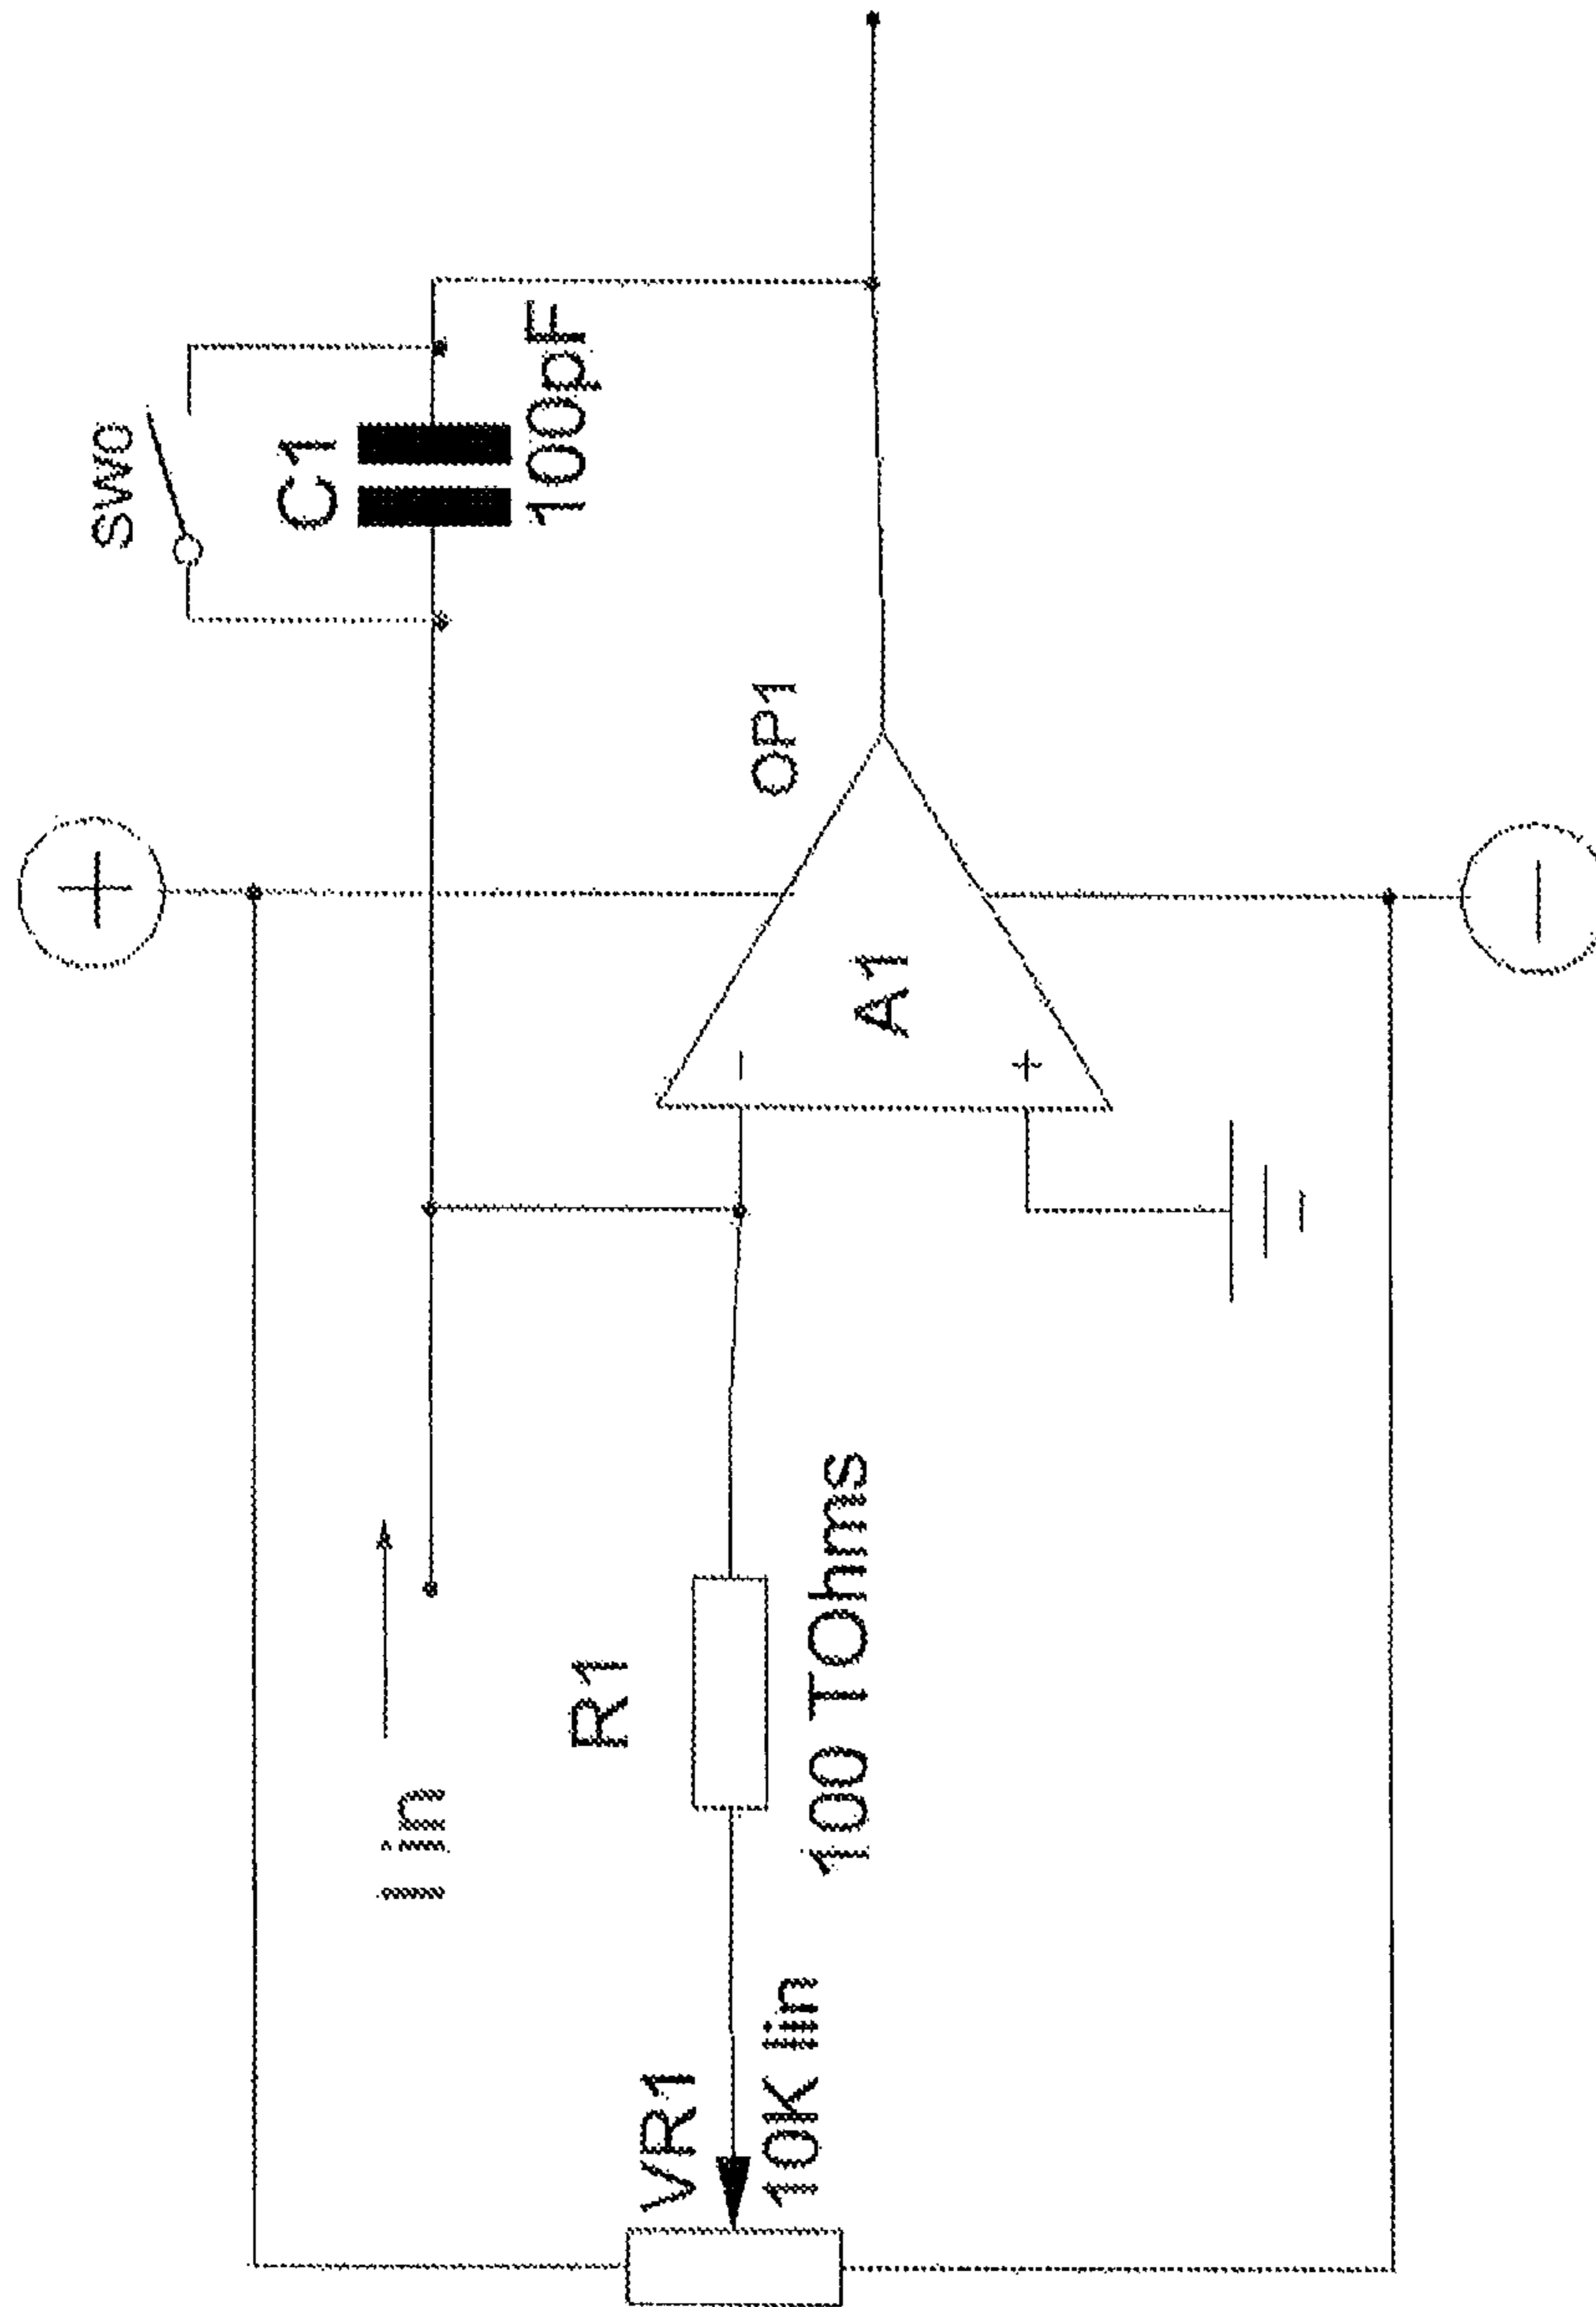 SW0
C1
100pF
OP1
+
−
A1
−
+
I in
R1
100 TOhms
VR1
10K lin